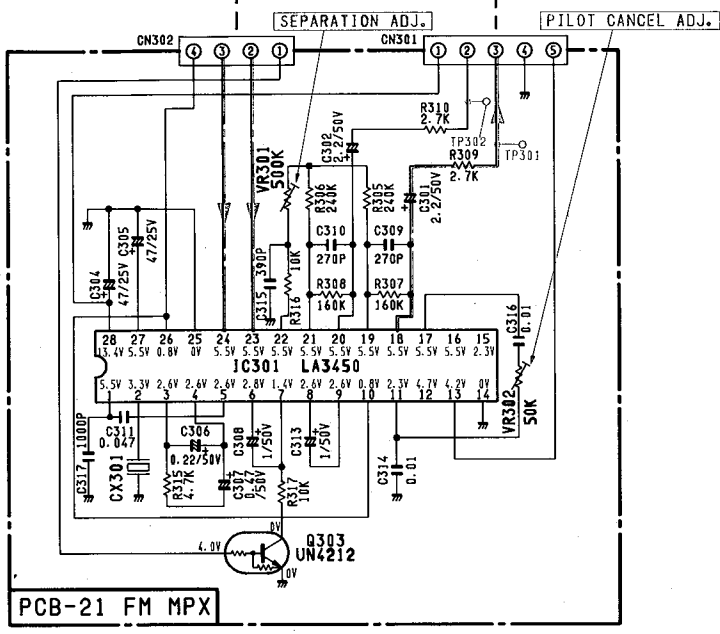 SEPARATION ADJ.
PILOT CANCEL ADJ.
CN302
④ ③ ② ①
CN301
① ② ③ ④ ⑤
R310
2.7K
TP302
TP301
R309
2.7K
C302
2.2/50V
C301
2.2/50V
VR301
500K
R306
240K
R305
240K
C310
270P
C309
270P
R308
160K
R307
160K
C315
390P
10K
R316
C304
47/25V
C305
47/25V
C316
0.01
VR302
50K
28 27 26 25 24 23 22 21 20 19 18 17 16 15
13.4V 5.5V 0.8V 0V 5.5V 5.5V 5.5V 5.5V 5.5V 5.5V 5.5V 5.5V 5.5V 2.3V
IC301 LA3450
5.5V 3.3V 2.6V 2.6V 2.6V 2.8V 1.4V 2.6V 2.6V 0.8V 2.3V 4.7V 4.2V 0V
1 2 3 4 5 6 7 8 9 10 11 12 13 14
C317
1000P
C311
0.047
CX301
C306
0.22/50V
R315
4.7K
C307
0.47
/50V
C308
1/50V
C313
1/50V
R317
10K
C314
0.01
0V
4.0V
Q303
UN4212
0V
PCB-21 FM MPX